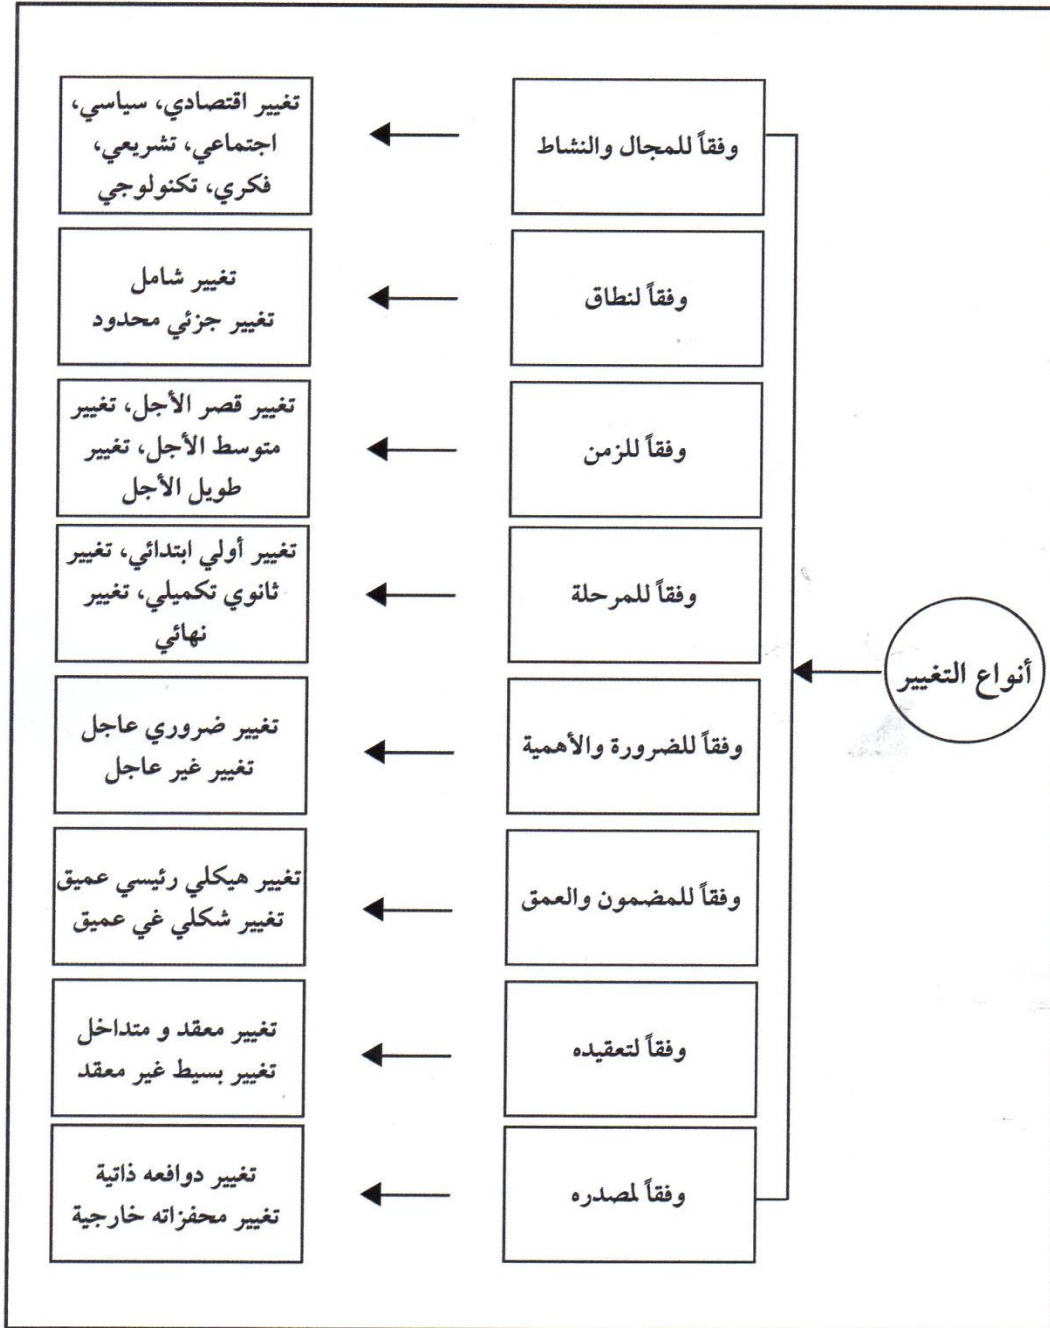 أنواع التغيير
وفقاً للمجال والنشاط
تغيير اقتصادي، سياسي،
اجتماعي، تشريعي،
فكري، تكنولوجي
وفقاً لنطاق
تغيير شامل
تغيير جزئي محدود
وفقاً للزمن
تغيير قصر الأجل، تغيير
متوسط الأجل، تغيير
طويل الأجل
وفقاً للمرحلة
تغيير أولي ابتدائي، تغيير
ثانوي تكميلي، تغيير
نهائي
وفقاً للضرورة والأهمية
تغيير ضروري عاجل
تغيير غير عاجل
وفقاً للمضمون والعمق
تغيير هيكلي رئيسي عميق
تغيير شكلي غي عميق
وفقاً لتعقيده
تغيير معقد و متداخل
تغيير بسيط غير معقد
وفقاً لمصدره
تغيير دوافعه ذاتية
تغيير محفزاته خارجية